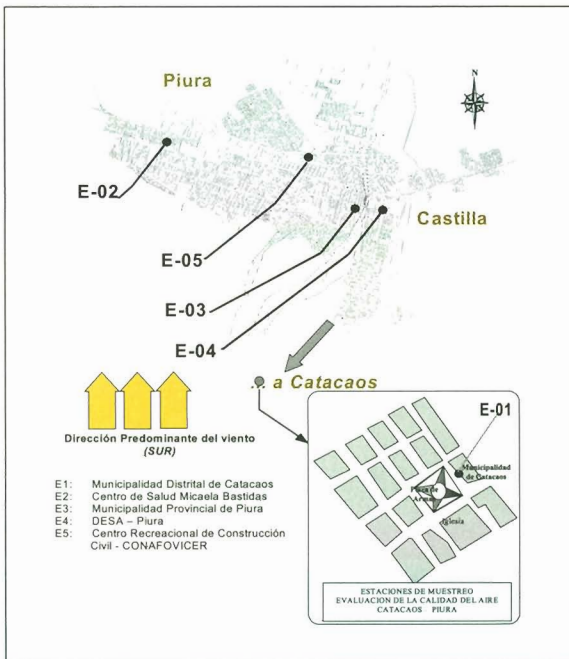 N
Piura
E-02
Castilla
E-05
E-03
E-04
... a Catacaos
Dirección Predominante del viento
(SUR)
E1: Municipalidad Distrital de Catacaos
E2: Centro de Salud Micaela Bastidas
E3: Municipalidad Provincial de Piura
E4: DESA – Piura
E5: Centro Recreacional de Construcción
Civil - CONAFOVICER
E-01
Municipalidad
de Catacaos
Plaza de
Armas
Iglesia
ESTACIONES DE MUESTREO
EVALUACION DE LA CALIDAD DEL AIRE
CATACAOS PIURA